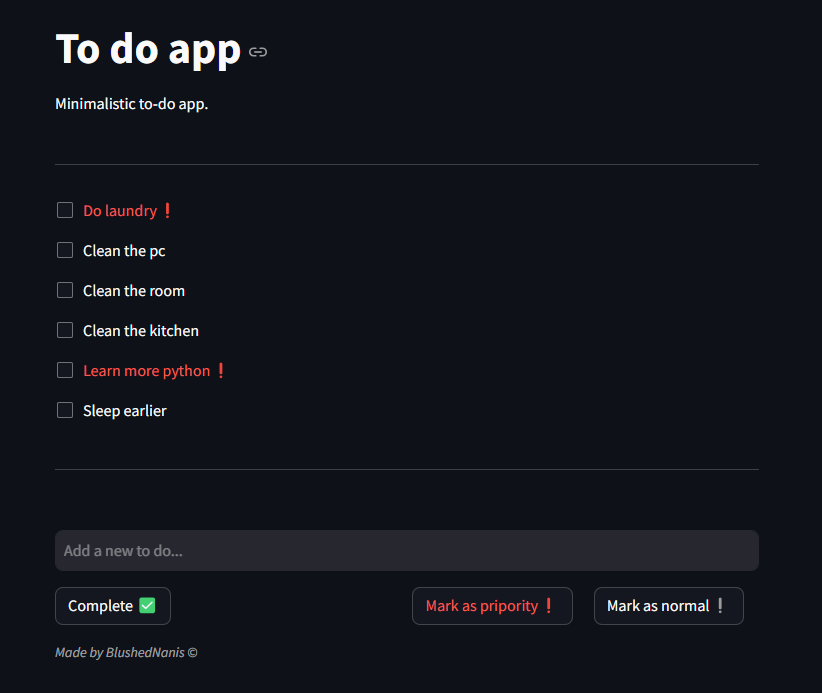 To do app
Minimalistic to-do app.
Do laundry ❗
Clean the pc
Clean the room
Clean the kitchen
Learn more python ❗
Sleep earlier
Add a new to do...
Complete ✅ Mark as pripority ❗ Mark as normal ❕
Made by BlushedNanis ©